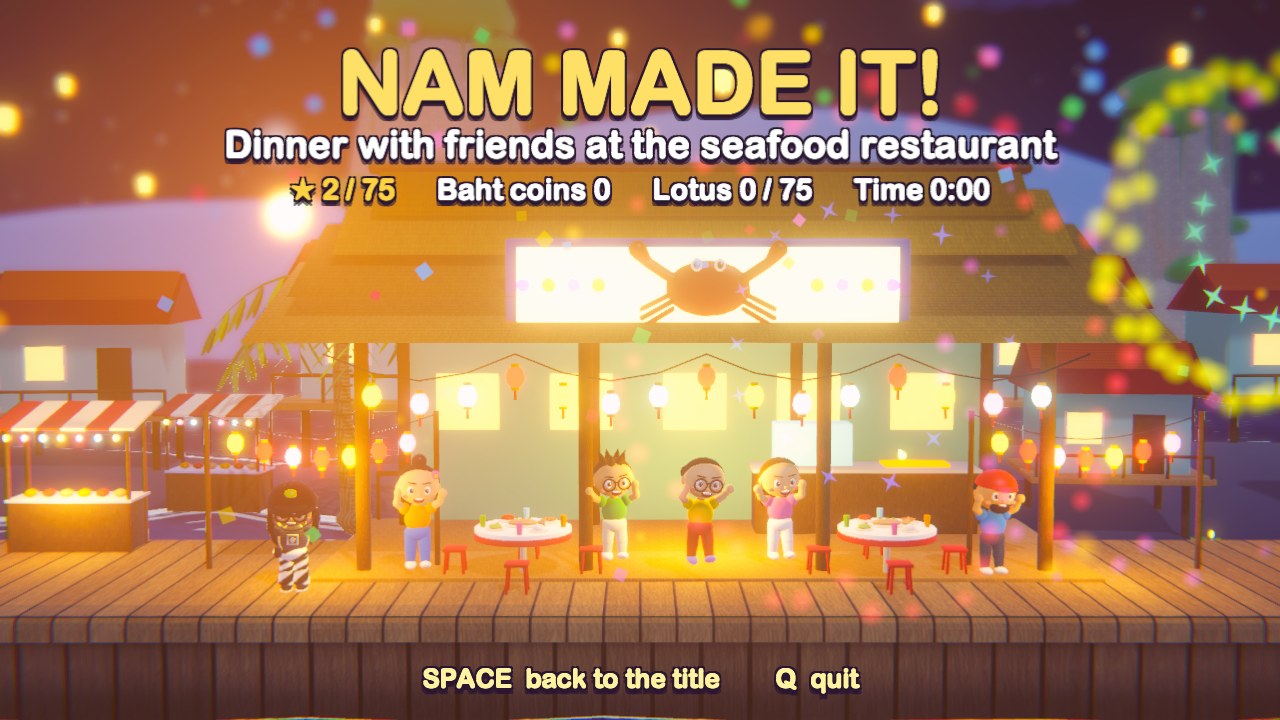 NAM MADE IT!
Dinner with friends at the seafood restaurant
★ 2 / 75 Baht coins 0 Lotus 0 / 75 Time 0:00
SPACE back to the title Q quit